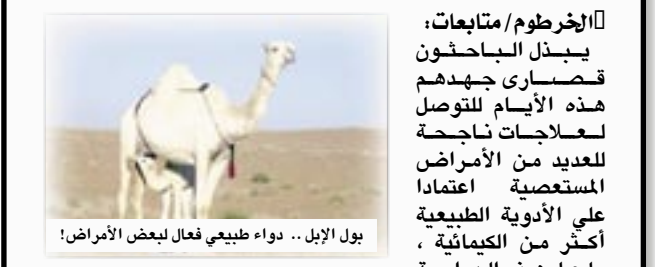 الخرطوم/متابعات:
يبذل الباحثون
قصارى جهدهم
هذه الأيام للتوصل
لعلاجات ناجحة
للعديد من الأمراض
المستعصية اعتمادا
علي الأدوية الطبيعية
أكثر من الكيمائية ،
بول الإبل .. دواء طبيعي فعال لبعض الأمراض!